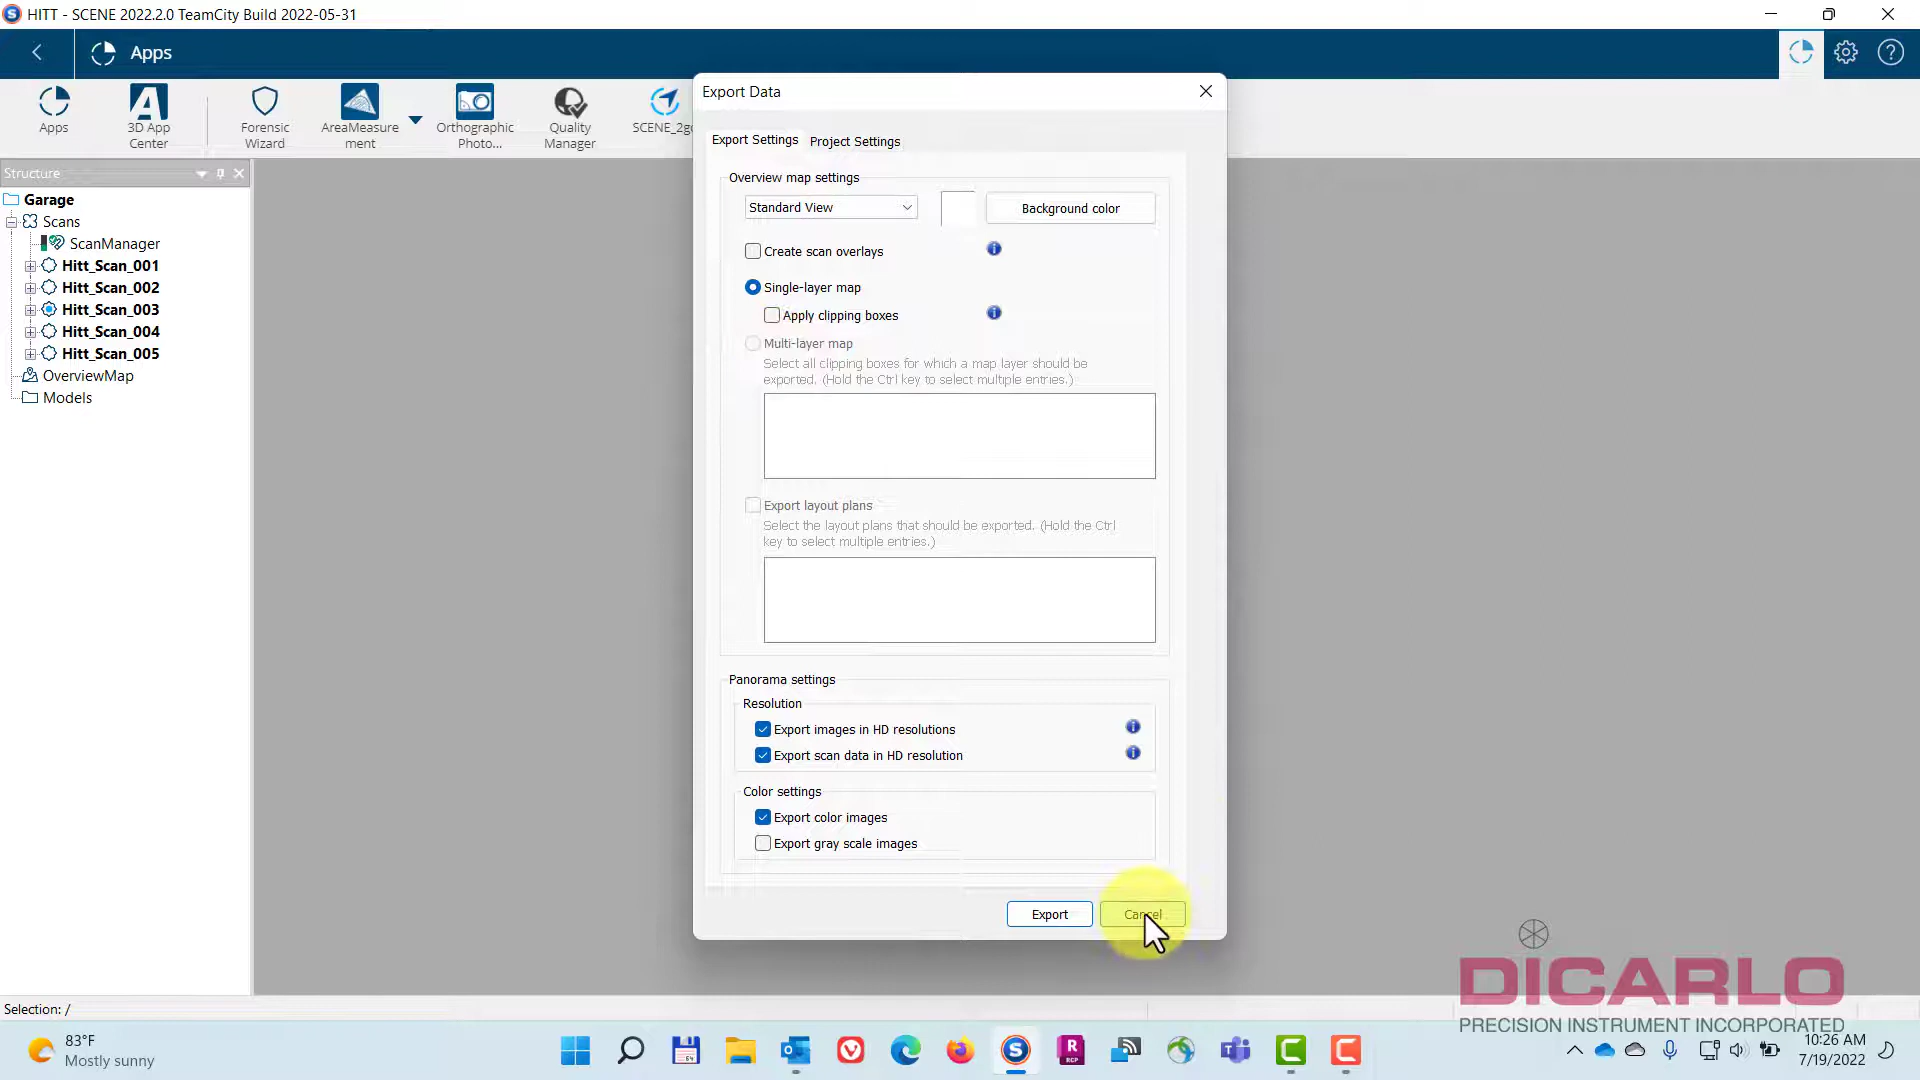 HITT - SCENE 2022.2.0 TeamCity Build 2022-05-31
Apps
Apps
3D App
Center
Forensic
Wizard
AreaMeasure
ment
Orthographic
Photo...
Quality
Manager
SCENE_2g
Structure
Garage
Scans
ScanManager
Hitt_Scan_001
Hitt_Scan_002
Hitt_Scan_003
Hitt_Scan_004
Hitt_Scan_005
OverviewMap
Models
Export Data
Export Settings
Project Settings
Overview map settings
Standard View
Background color
Create scan overlays
Single-layer map
Apply clipping boxes
Multi-layer map
Select all clipping boxes for which a map layer should be
exported. (Hold the Ctrl key to select multiple entries.)
Export layout plans
Select the layout plans that should be exported. (Hold the Ctrl
key to select multiple entries.)
Panorama settings
Resolution
Export images in HD resolutions
Export scan data in HD resolution
Color settings
Export color images
Export gray scale images
Export
Cancel
DICARLO
PRECISION INSTRUMENT INCORPORATED
Selection: /
83°F
Mostly sunny
64
R
RCP
10:26 AM
7/19/2022